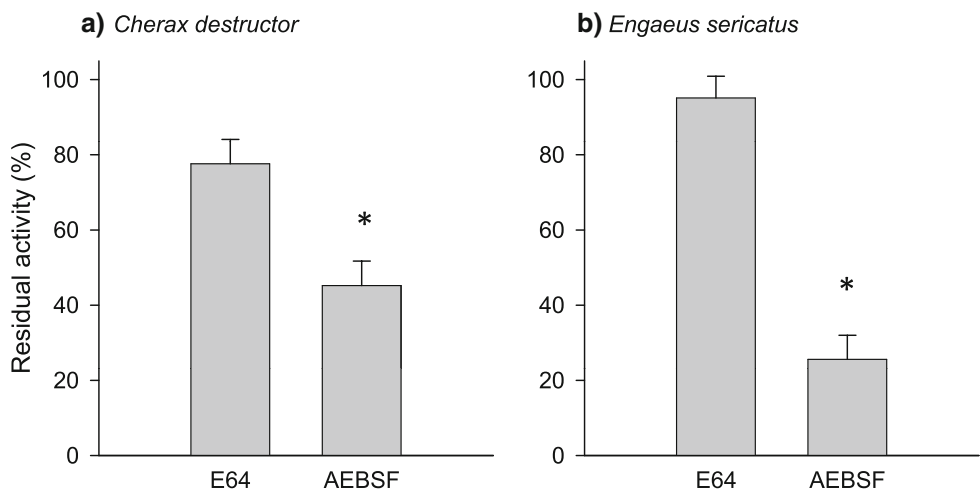 a) Cherax destructor
b) Engaeus sericatus
Residual activity (%)
100
80
60
40
20
0
*
E64
AEBSF
100
80
60
40
20
0
*
E64
AEBSF